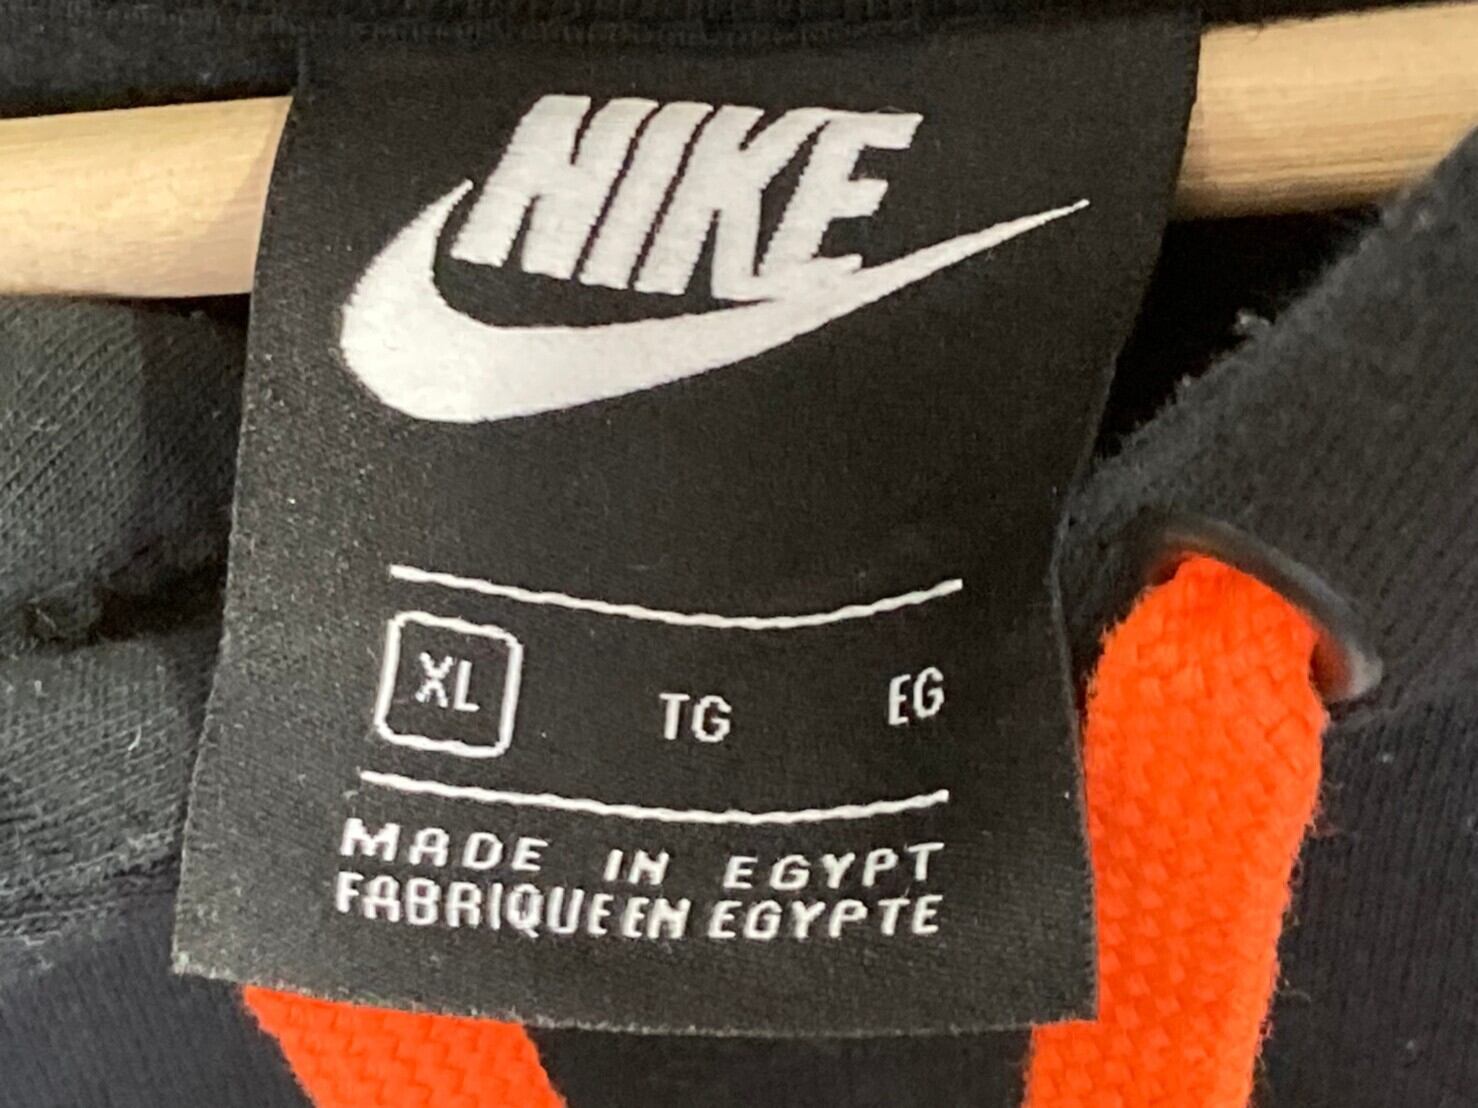 NIKE
XL TG EG
MADE IN EGYPT
FABRIQUE EN EGYPTE